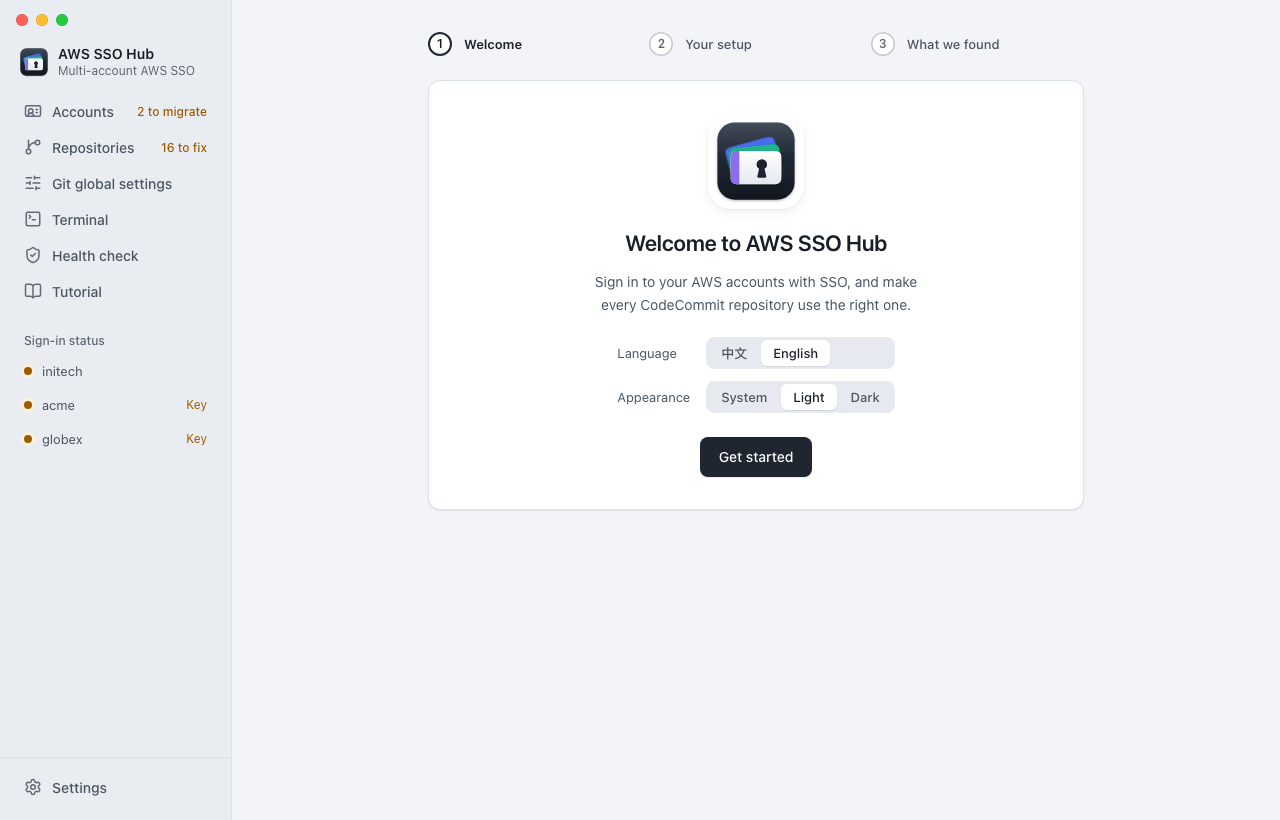 AWS SSO Hub
Multi-account AWS SSO
Accounts 2 to migrate
Repositories 16 to fix
Git global settings
Terminal
Health check
Tutorial
Sign-in status
initech
acme Key
globex Key
Settings
1 Welcome
2 Your setup
3 What we found
Welcome to AWS SSO Hub
Sign in to your AWS accounts with SSO, and make
every CodeCommit repository use the right one.
Language 中文 English
Appearance System Light Dark
Get started